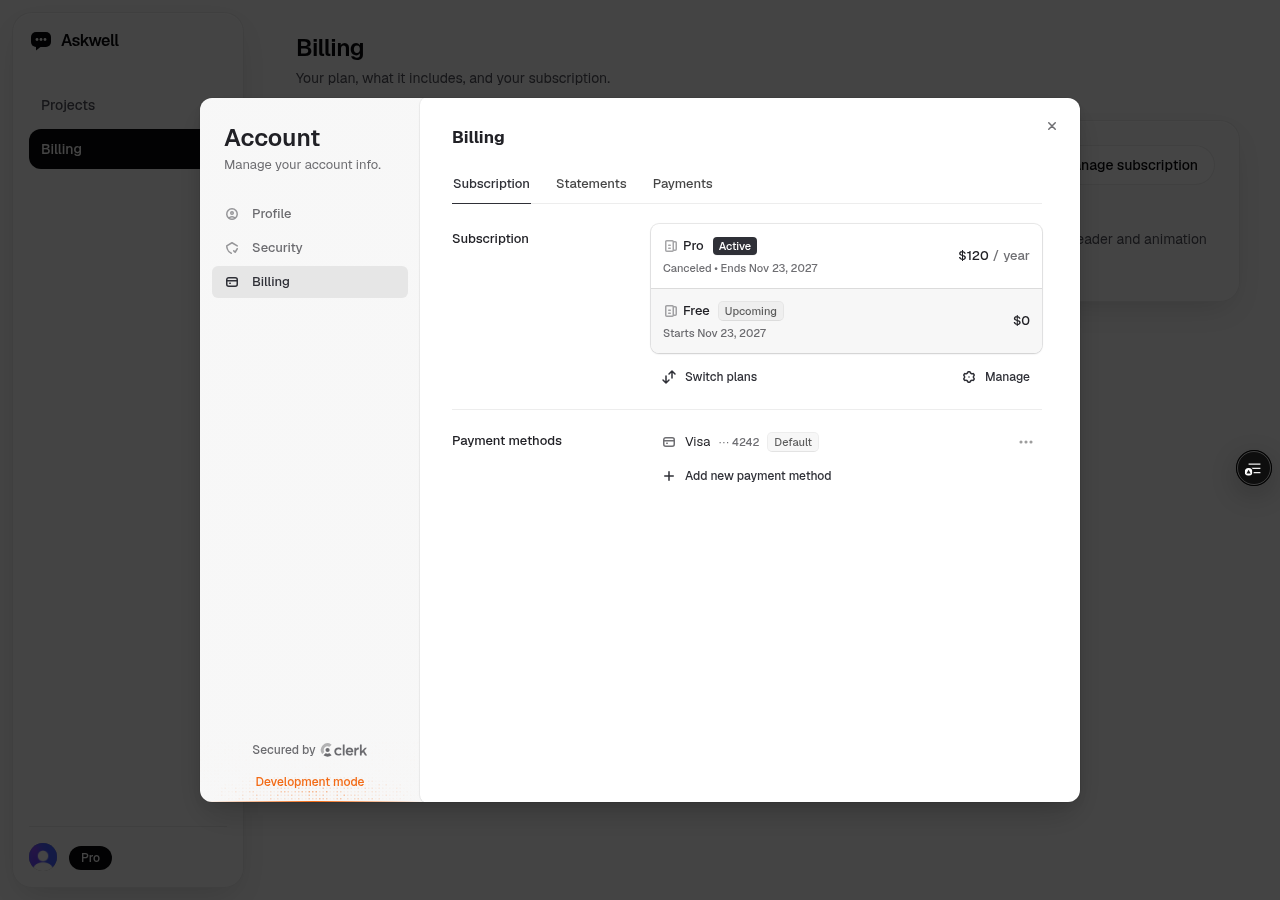 Askwell
Projects
Billing
Pro
Billing
Your plan, what it includes, and your subscription.
Account
Manage your account info.
Profile
Security
Billing
Secured by clerk
Development mode
Billing
Subscription Statements Payments
Subscription
Pro Active
$120 / year
Canceled • Ends Nov 23, 2027
Free Upcoming
$0
Starts Nov 23, 2027
Switch plans
Manage
Payment methods
Visa ··· 4242 Default
Add new payment method
subscription
and animation